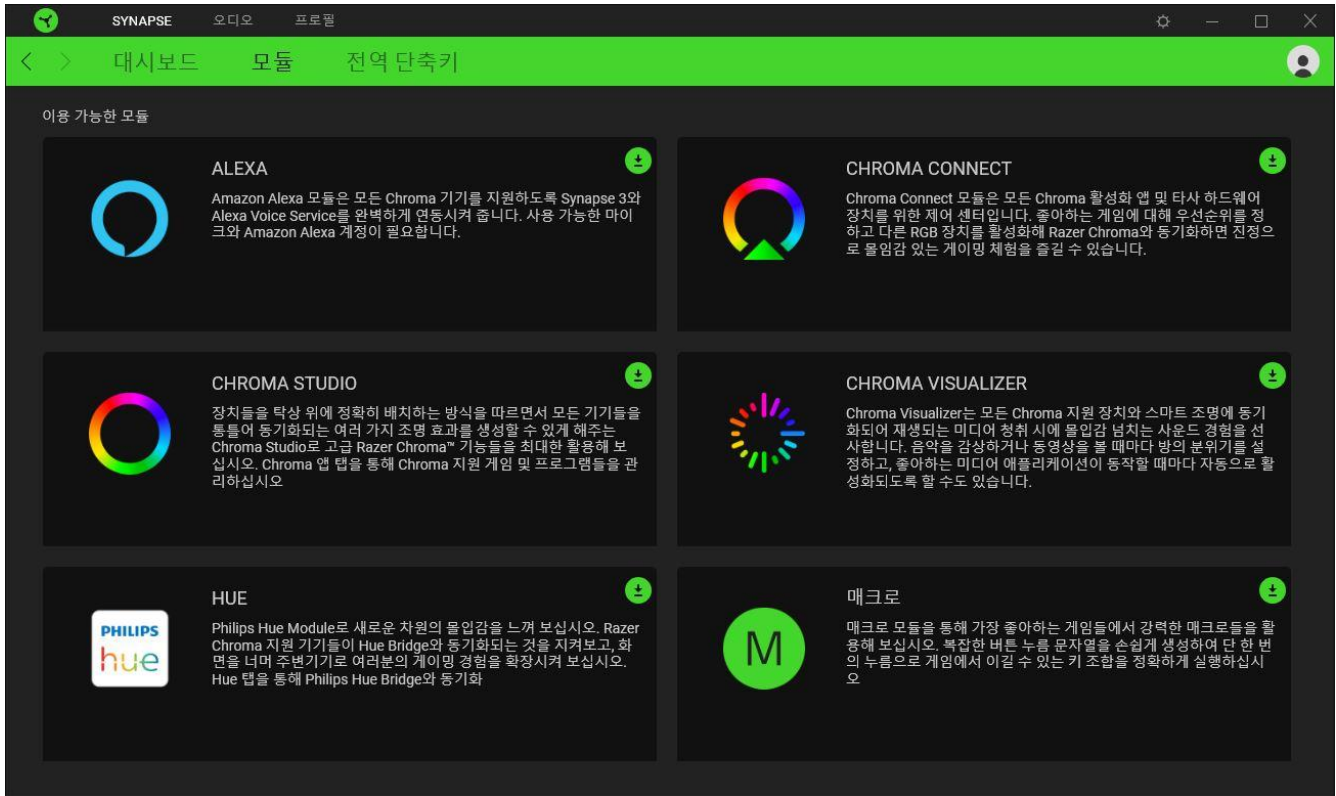 SYNAPSE 오디오 프로필
대시보드 모듈 전역 단축키
이용 가능한 모듈
ALEXA
Amazon Alexa 모듈은 모든 Chroma 기기를 지원하도록 Synapse 3와
Alexa Voice Service를 완벽하게 연동시켜 줍니다. 사용 가능한 마이
크와 Amazon Alexa 계정이 필요합니다.
CHROMA CONNECT
Chroma Connect 모듈은 모든 Chroma 활성화 앱 및 타사 하드웨어
장치를 위한 제어 센터입니다. 좋아하는 게임에 대해 우선순위를 정
하고 다른 RGB 장치를 활성화해 Razer Chroma와 동기화하면 진정으
로 몰입감 있는 게이밍 체험을 즐길 수 있습니다.
CHROMA STUDIO
장치들을 탁상 위에 정확히 배치하는 방식을 따르면서 모든 기기들을
통틀어 동기화되는 여러 가지 조명 효과를 생성할 수 있게 해주는
Chroma Studio로 고급 Razer Chroma™ 기능들을 최대한 활용해 보
십시오. Chroma 앱 탭을 통해 Chroma 지원 게임 및 프로그램들을 관
리하십시오
CHROMA VISUALIZER
Chroma Visualizer는 모든 Chroma 지원 장치와 스마트 조명에 동기
화되어 재생되는 미디어 청취 시에 몰입감 넘치는 사운드 경험을 선
사합니다. 음악을 감상하거나 동영상을 볼 때마다 방의 분위기를 설
정하고, 좋아하는 미디어 애플리케이션이 동작할 때마다 자동으로 활
성화되도록 할 수도 있습니다.
PHILIPS
hue
HUE
Philips Hue Module로 새로운 차원의 몰입감을 느껴 보십시오. Razer
Chroma 지원 기기들이 Hue Bridge와 동기화되는 것을 지켜보고, 화
면을 너머 주변기기로 여러분의 게이밍 경험을 확장시켜 보십시오.
Hue 탭을 통해 Philips Hue Bridge와 동기화
M
매크로
매크로 모듈을 통해 가장 좋아하는 게임들에서 강력한 매크로들을 활
용해 보십시오. 복잡한 버튼 누름 문자열을 손쉽게 생성하여 단 한 번
의 누름으로 게임에서 이길 수 있는 키 조합을 정확하게 실행하십시
오